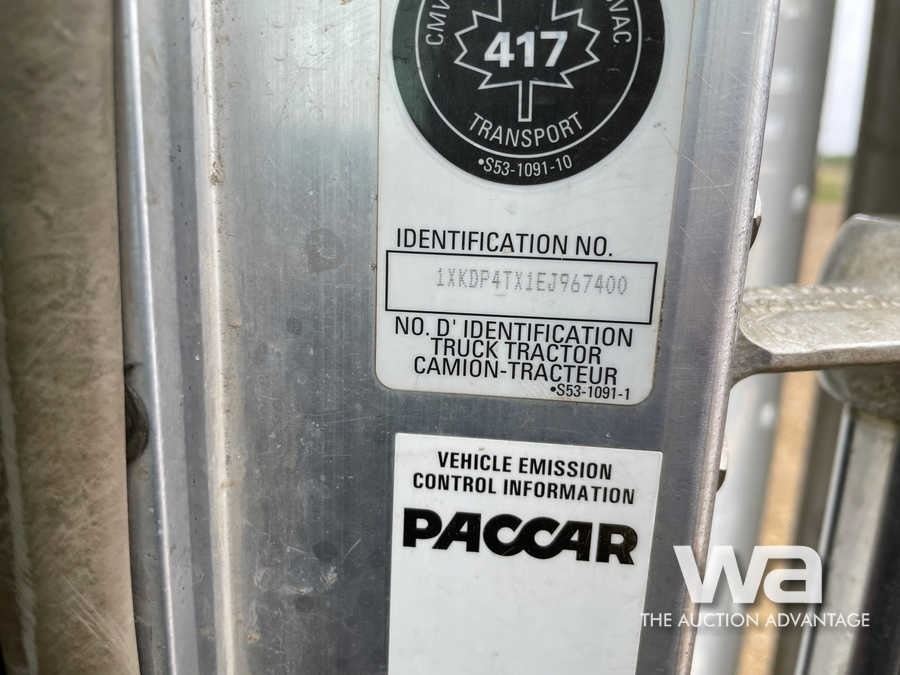 CMV
VAC.
417
TRANSPORT
•S53-1091-10
IDENTIFICATION NO.
1XKDP4TX1EJ967400
NO. D' IDENTIFICATION
TRUCK TRACTOR
CAMION-TRACTEUR
•S53-1091-1
VEHICLE EMISSION
CONTROL INFORMATION
PACCAR
wa
THE AUCTION ADVANTAGE